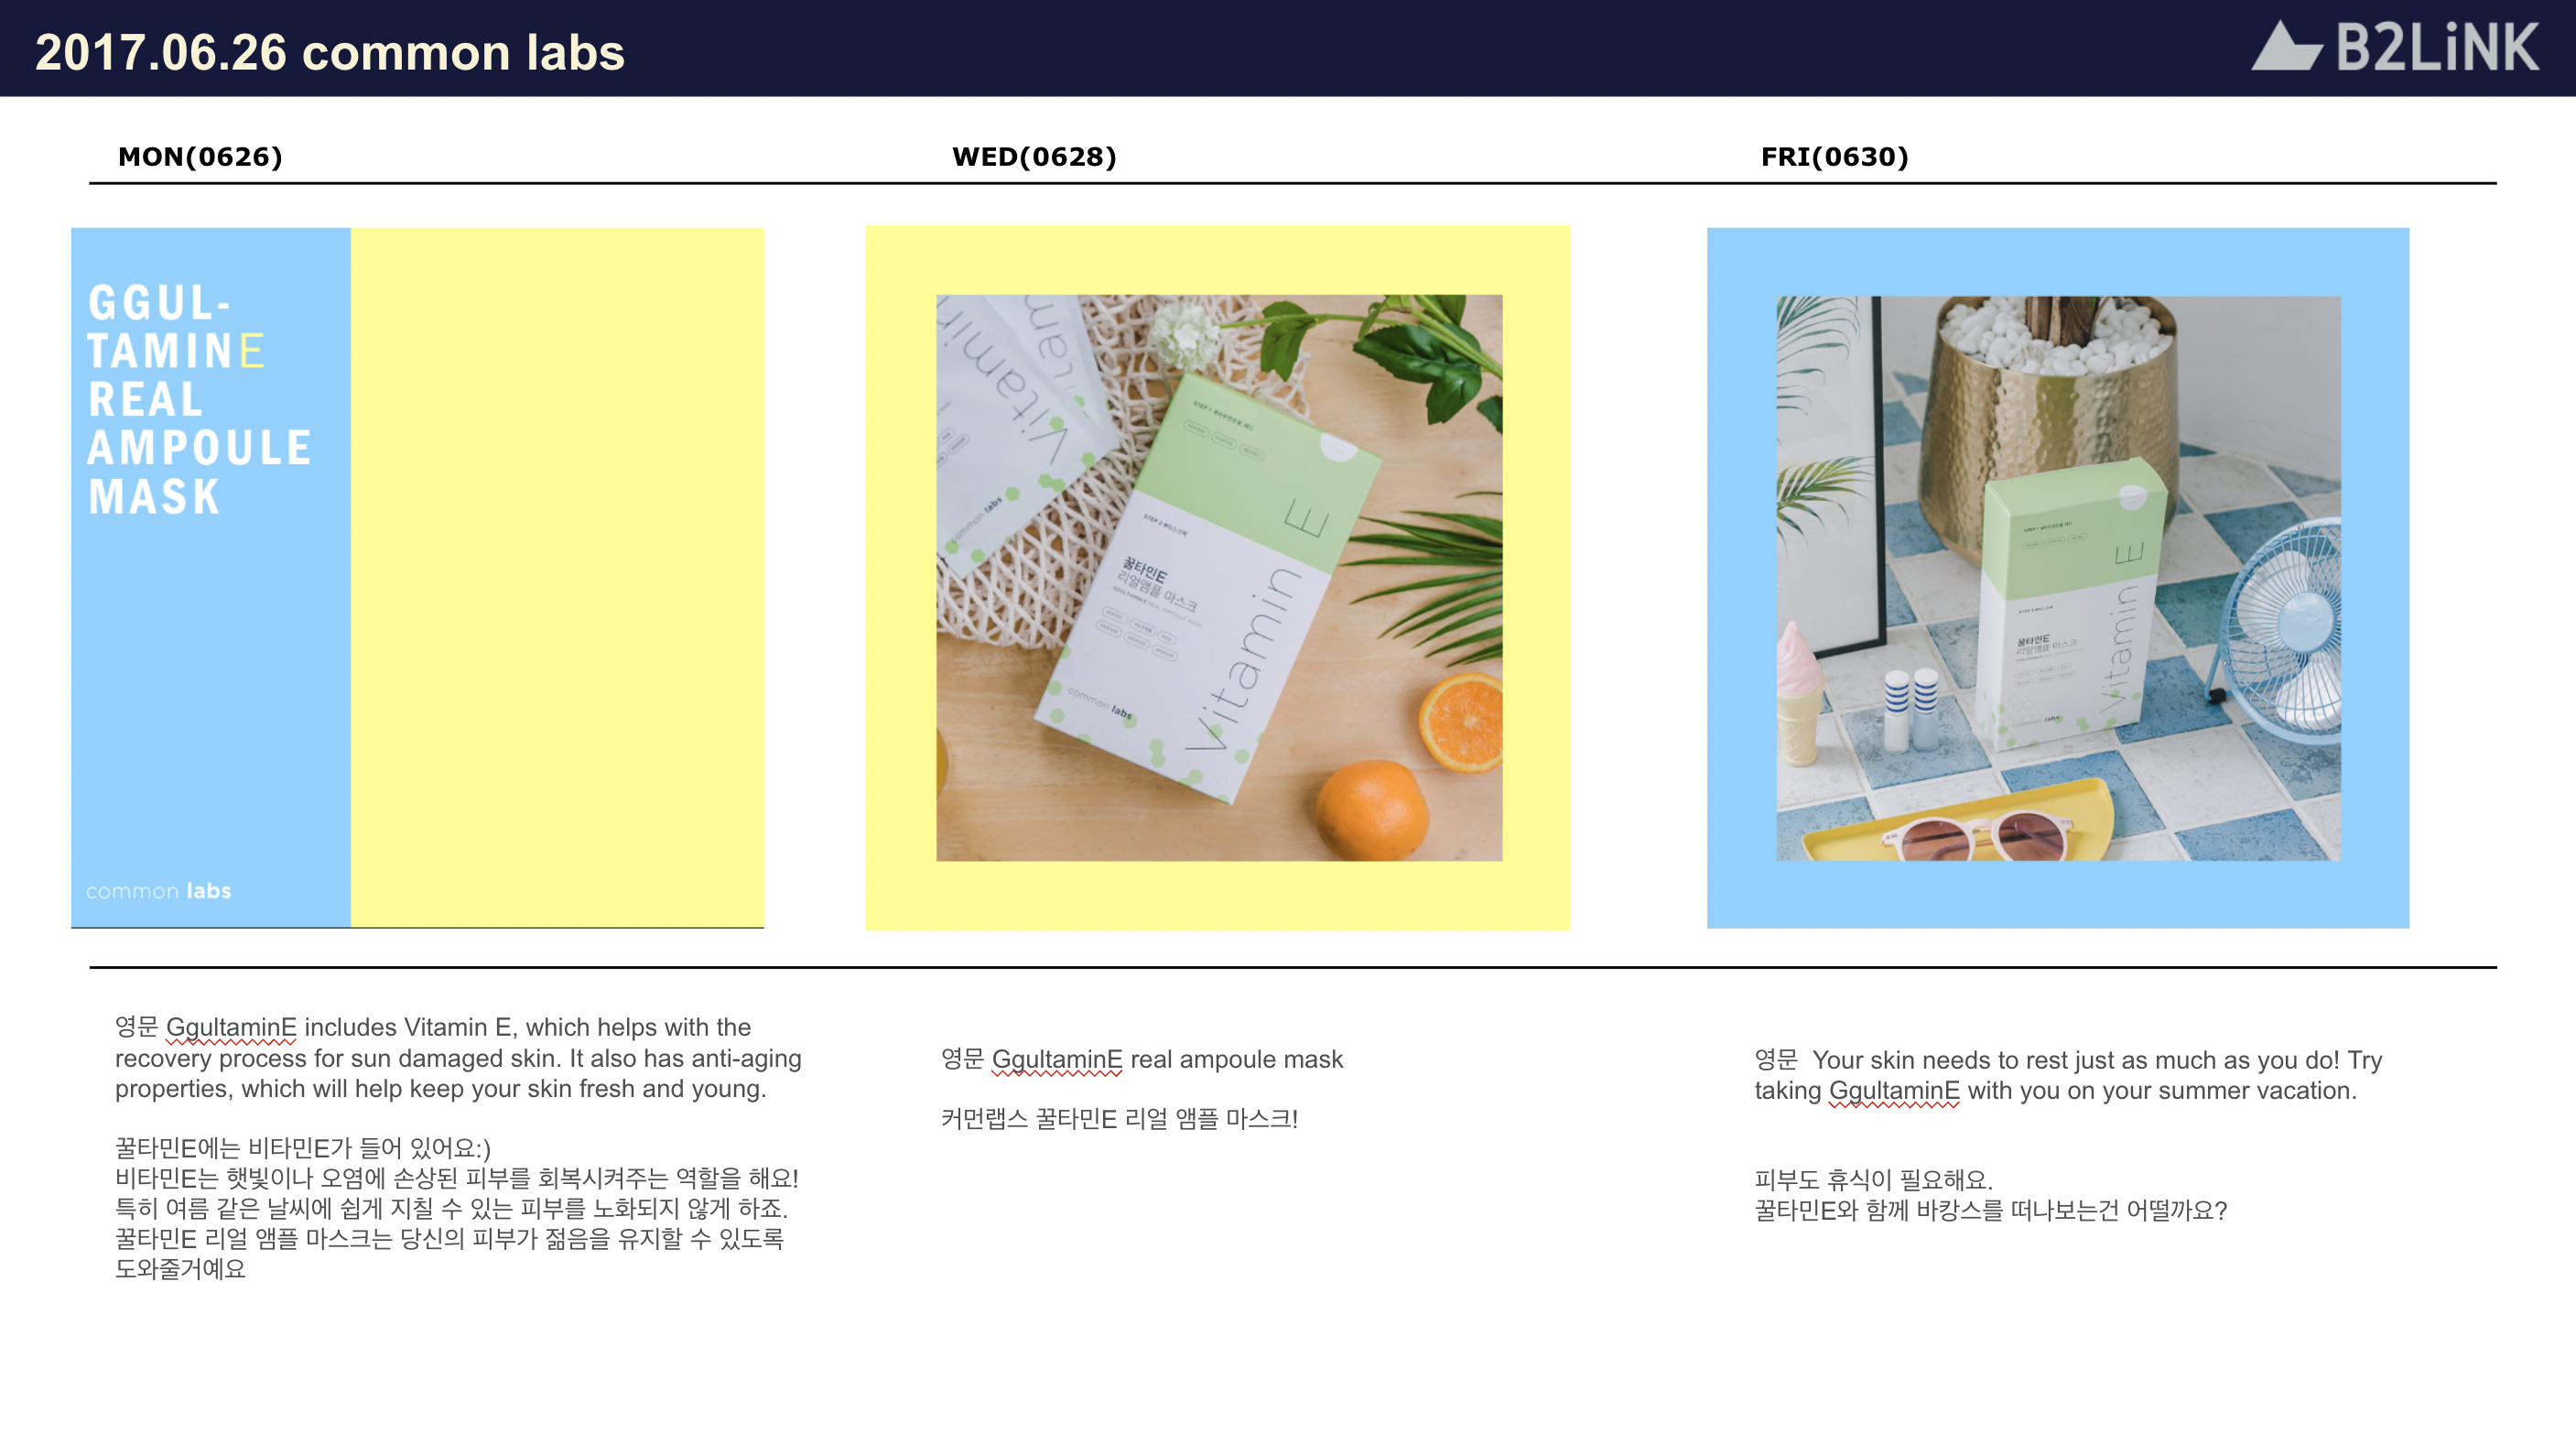 2017.06.26 common labs
B2LiNK
MON(0626)
WED(0628)
FRI(0630)
GGUL-
TAMINE
REAL
AMPOULE
MASK
common labs
Vitamin
Vitamin
common labs
E
꿀타민E
리얼앰플 마스크
Vitamin
common labs
E
꿀타민E
리얼앰플 마스크
Vitamin
common labs
영문 GgultaminE includes Vitamin E, which helps with the
recovery process for sun damaged skin. It also has anti-aging
properties, which will help keep your skin fresh and young.
꿀타민E에는 비타민E가 들어 있어요:)
비타민E는 햇빛이나 오염에 손상된 피부를 회복시켜주는 역할을 해요!
특히 여름 같은 날씨에 쉽게 지칠 수 있는 피부를 노화되지 않게 하죠.
꿀타민E 리얼 앰플 마스크는 당신의 피부가 젊음을 유지할 수 있도록
도와줄거예요
영문 GgultaminE real ampoule mask
커먼랩스 꿀타민E 리얼 앰플 마스크!
영문 Your skin needs to rest just as much as you do! Try
taking GgultaminE with you on your summer vacation.
피부도 휴식이 필요해요.
꿀타민E와 함께 바캉스를 떠나보는건 어떨까요?